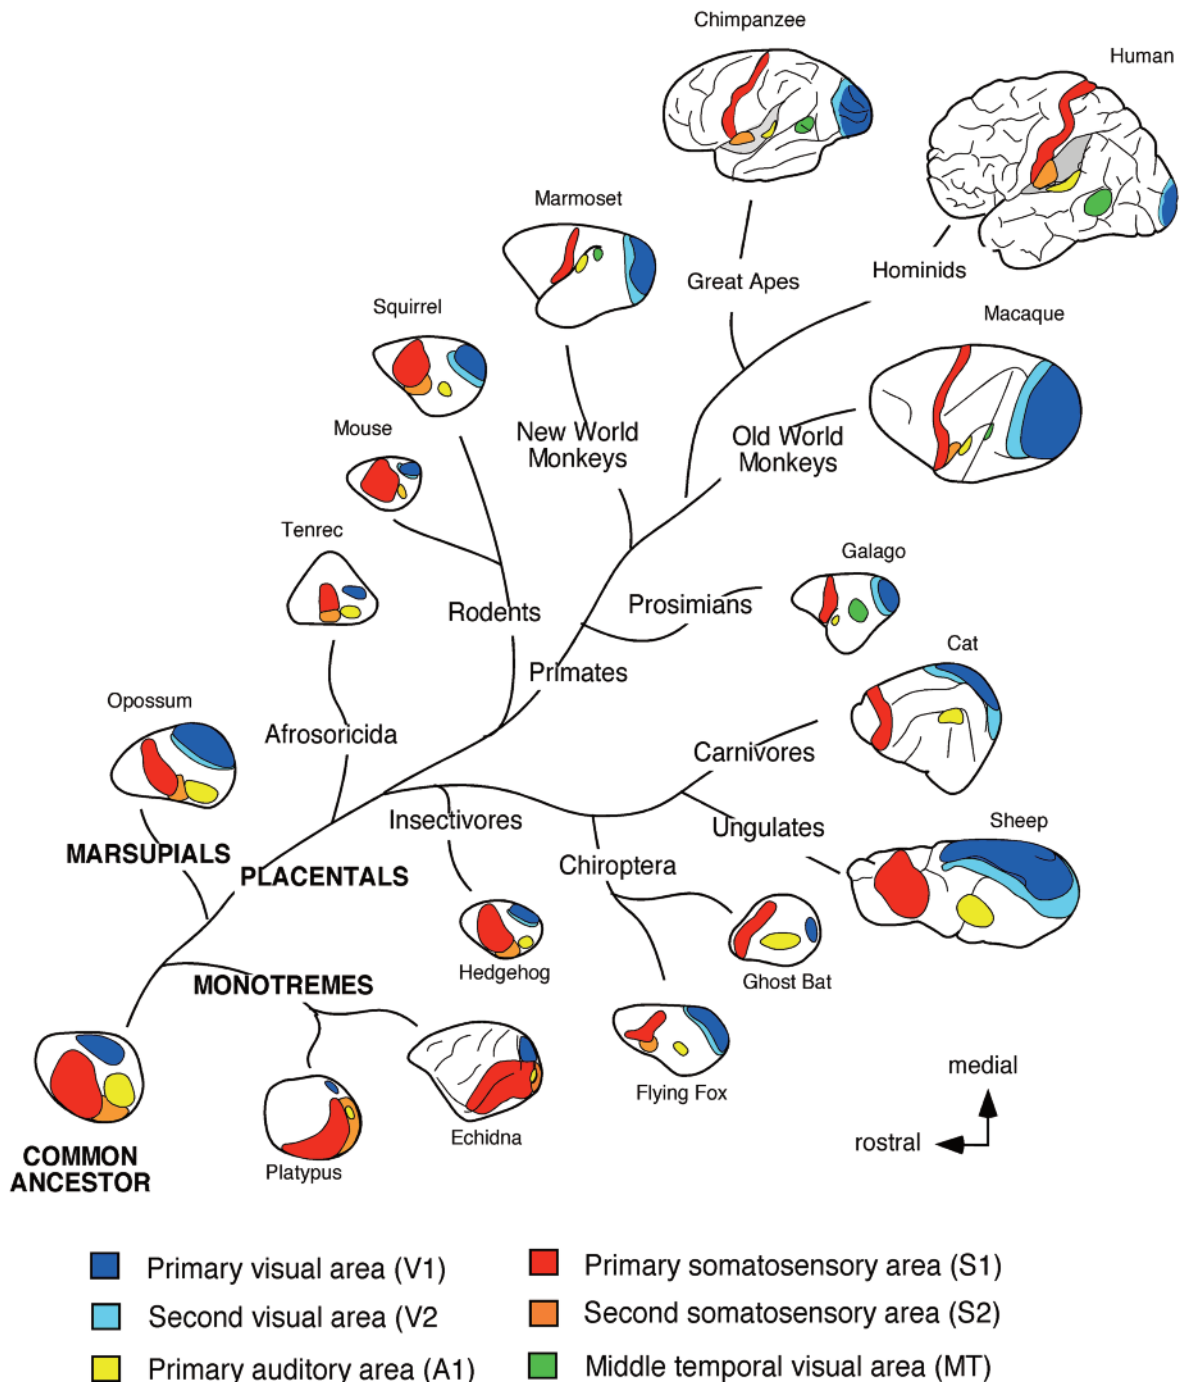 Chimpanzee
Human
Marmoset
Great Apes
Hominids
Squirrel
Macaque
Mouse
New World
Monkeys
Old World
Monkeys
Tenrec
Galago
Rodents
Prosimians
Primates
Cat
Opossum
Afrosoricida
Carnivores
Insectivores
Ungulates
Sheep
MARSUPIALS
PLACENTALS
Chiroptera
Hedgehog
Ghost Bat
MONOTREMES
Flying Fox
medial
Echidna
rostral
Platypus
COMMON
ANCESTOR
Primary visual area (V1)
Primary somatosensory area (S1)
Second visual area (V2
Second somatosensory area (S2)
Primary auditory area (A1)
Middle temporal visual area (MT)